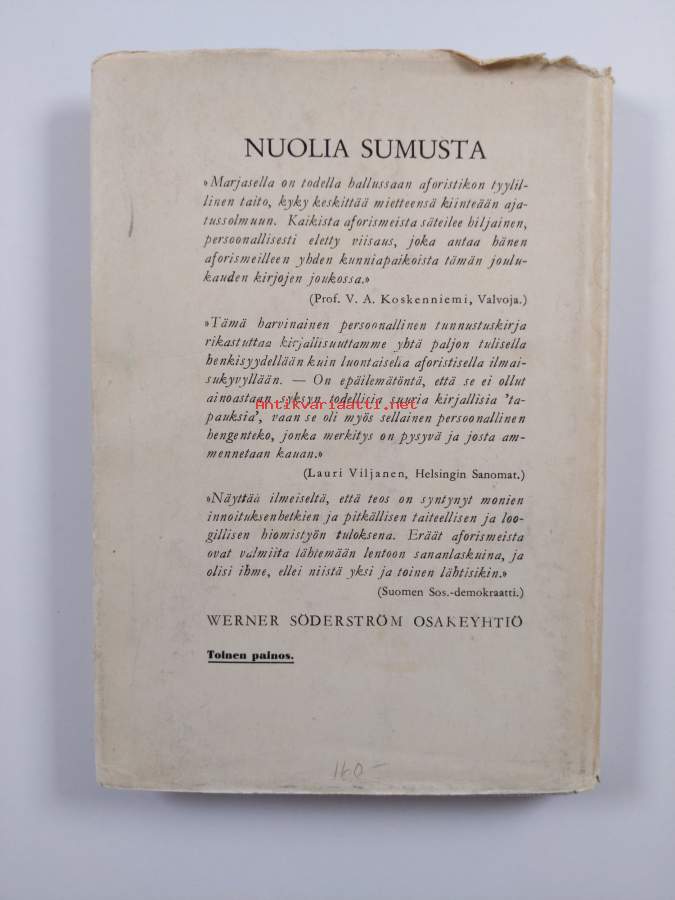 NUOLIA SUMUSTA
»Marjasella on todella hallussaan aforistikon tyylil-
linen taito, kyky keskittää mietteensä kiinteään aja-
tussolmuun. Kaikista aforismeista säteilee hiljainen,
persoonallisesti eletty viisaus, joka antaa hänen
aforismeilleen yhden kunniapaikoista tämän joulu-
kauden kirjojen joukossa.»
(Prof. V. A. Koskenniemi, Valvoja.)
»Tämä harvinainen persoonallinen tunnustuskirja
rikastuttaa kirjallisuuttamme yhtä paljon tulisella
henkisyydellään kuin luontaisella aforistisella ilmai-
sukyvyllään. — On epäilemätöntä, että se ei ollut
ainoastaan syksyn todellisia suuria kirjallisia 'ta-
Antikvariaatti.net
pauksia', vaan se oli myös sellainen persoonallinen
hengenteko, jonka merkitys on pysyvä ja josta am-
mennetaan kauan.»
(Lauri Viljanen, Helsingin Sanomat.)
»Näyttää ilmeiseltä, että teos on syntynyt monien
innoituksenhetkien ja pitkällisen taiteellisen ja loo-
gillisen hiomistyön tuloksena. Eräät aforismeista
ovat valmiita lähtemään lentoon sananlaskuina, ja
olisi ihme, ellei niistä yksi ja toinen lähtisikin.»
(Suomen Sos.-demokraatti.)
WERNER SÖDERSTRÖM OSAKEYHTIÖ
Toinen painos.
160-